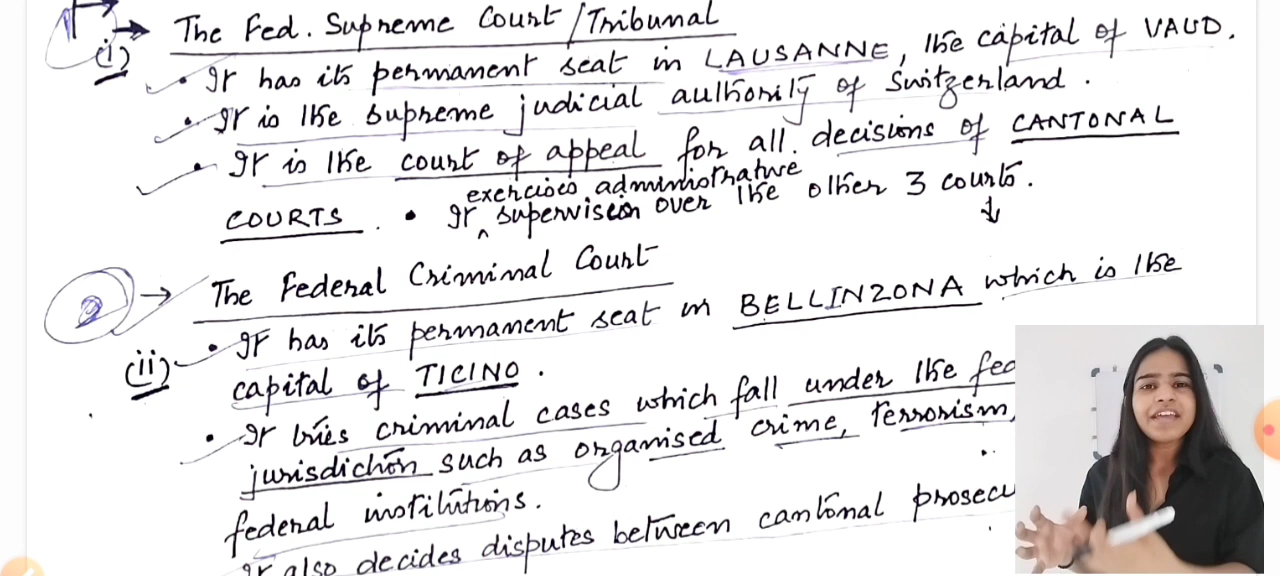 → The Fed. Supreme Court/Tribunal
(i) • It has its permanent seat in LAUSANNE, the capital of VAUD.
• It is the supreme judicial authority of Switzerland.
• It is the court of appeal for all decisions of CANTONAL
COURTS. • It ^ exercises administrative supervision over the other 3 courts.
2 → The Federal Criminal Court
(ii) • It has its permanent seat in BELLINZONA which is the
capital of TICINO.
• It tries criminal cases which fall under the fed
jurisdiction such as organised crime, terrorism,
federal institutions.
It also decides disputes between cantonal prosecu